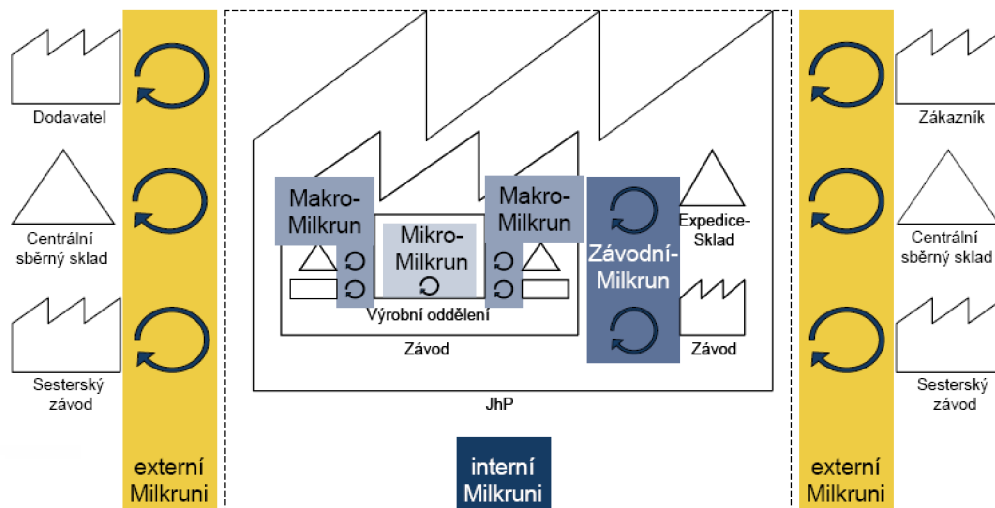 Dodavatel
Centrální
sběrný sklad
Sesterský
závod
externí
Milkruni
Makro-
Milkrun
Mikro-
Milkrun
Makro-
Milkrun
Výrobní oddělení
Závod
Závodní-
Milkrun
Expedice-
Sklad
Závod
JhP
interní
Milkruni
Zákazník
Centrální
sběrný sklad
Sesterský
závod
externí
Milkruni